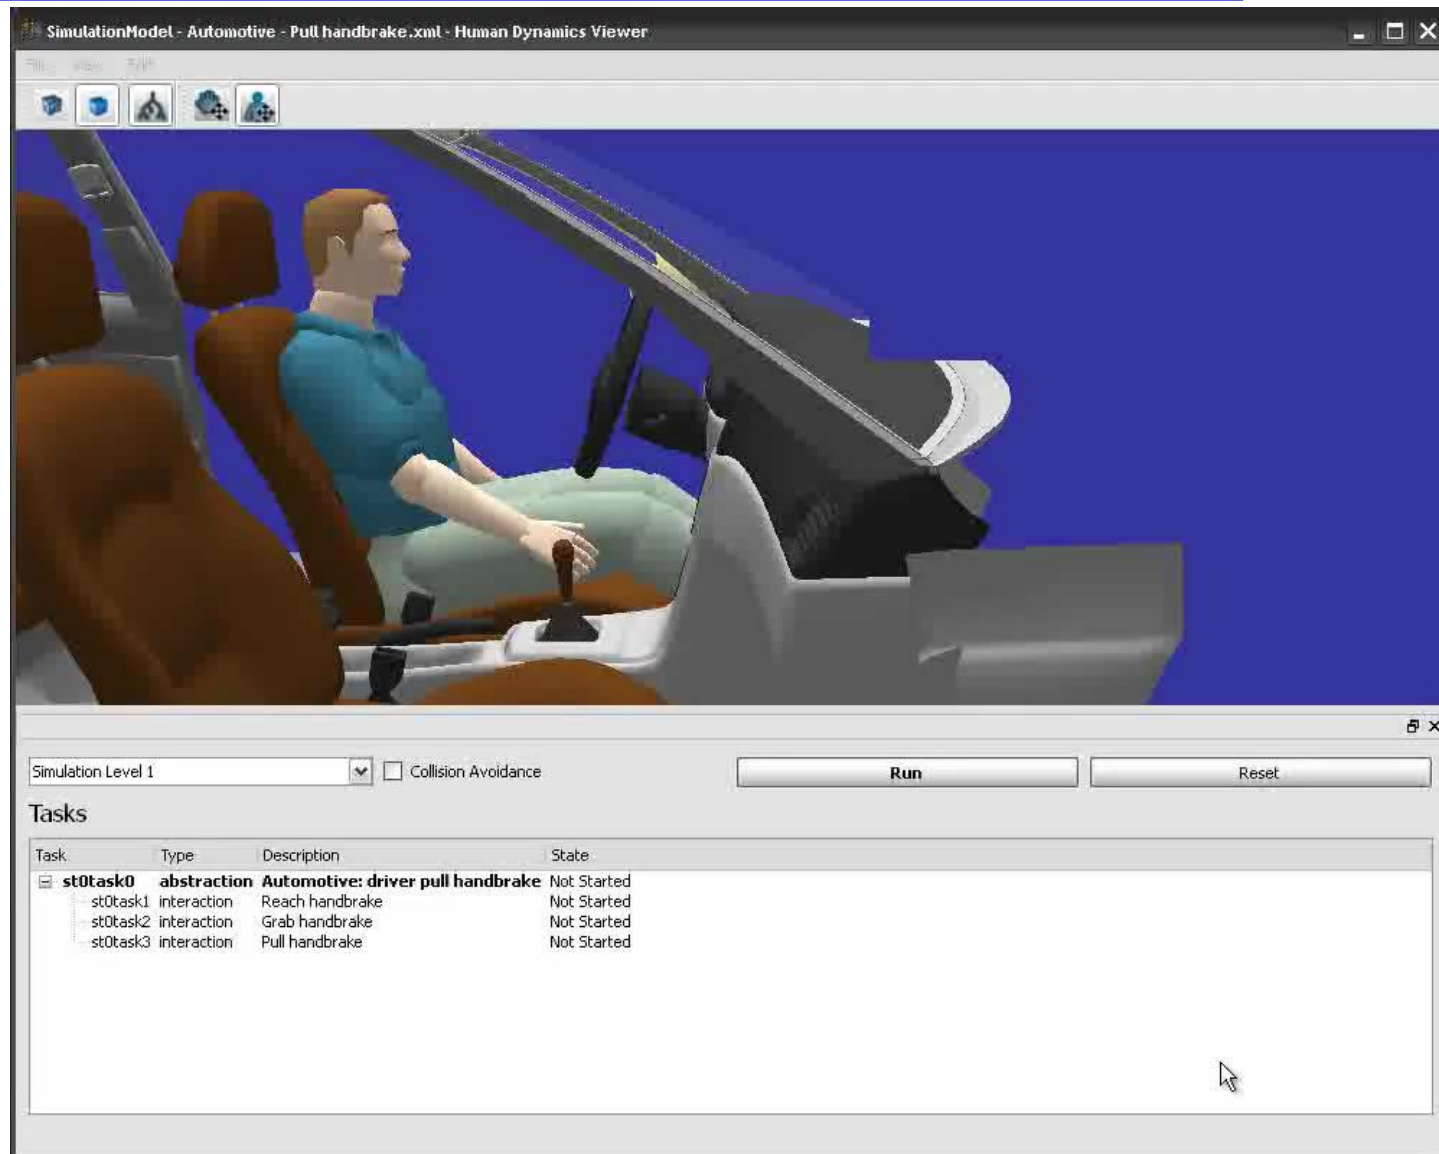 SimulationModel - Automotive - Pull handbrake.xml - Human Dynamics Viewer
Simulation Level 1
Collision Avoidance
Run
Reset
Tasks
Task Type Description State
st0task0 abstraction Automotive: driver pull handbrake Not Started
st0task1 interaction Reach handbrake Not Started
st0task2 interaction Grab handbrake Not Started
st0task3 interaction Pull handbrake Not Started